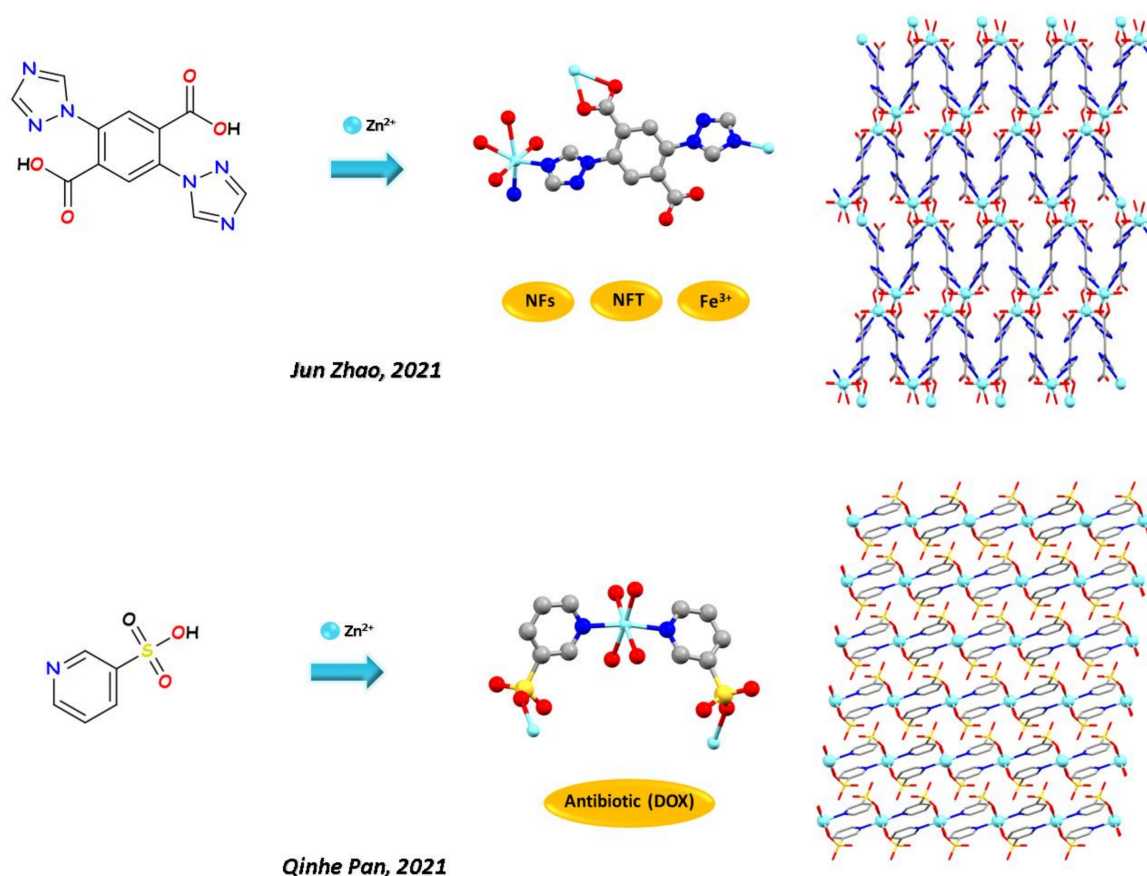 N
N
N
O
OH
HO
O
N
N
N
Zn²⁺
NFs
NFT
Fe³⁺
Jun Zhao, 2021
O
OH
S
O
N
Zn²⁺
Antibiotic (DOX)
Qinhe Pan, 2021